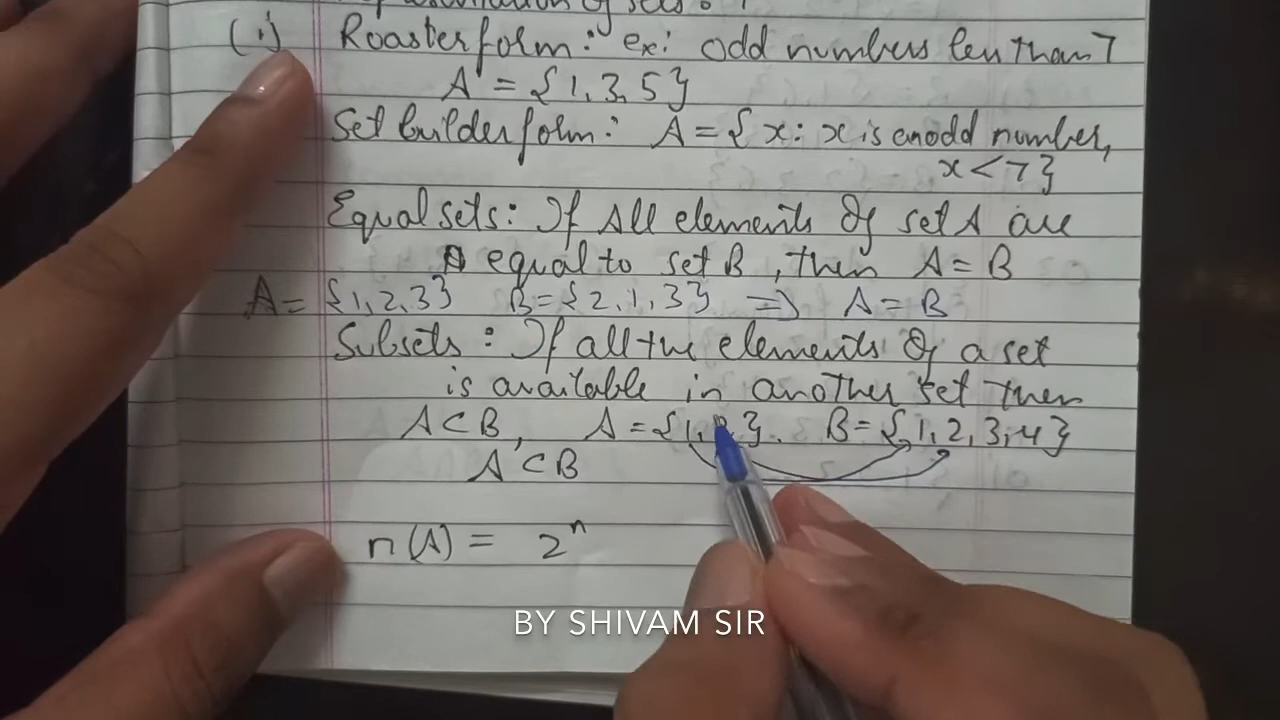 of sets :
(i) Roaster form : ex: odd numbers len than 7
A = {1, 3, 5}
Set builder form : A = { x : x is an odd number,
x < 7 }
Equal sets : If All elements Of set A are
equal to set B , then A = B
A = {1, 2, 3} B = {2, 1, 3} => A = B
Subsets : If all the elements Of a set
is available in another set then
A ⊂ B , A = {1, } . B = { 1, 2, 3, 4 }
A ⊂ B
n(A) = 2ⁿ
BY SHIVAM SIR